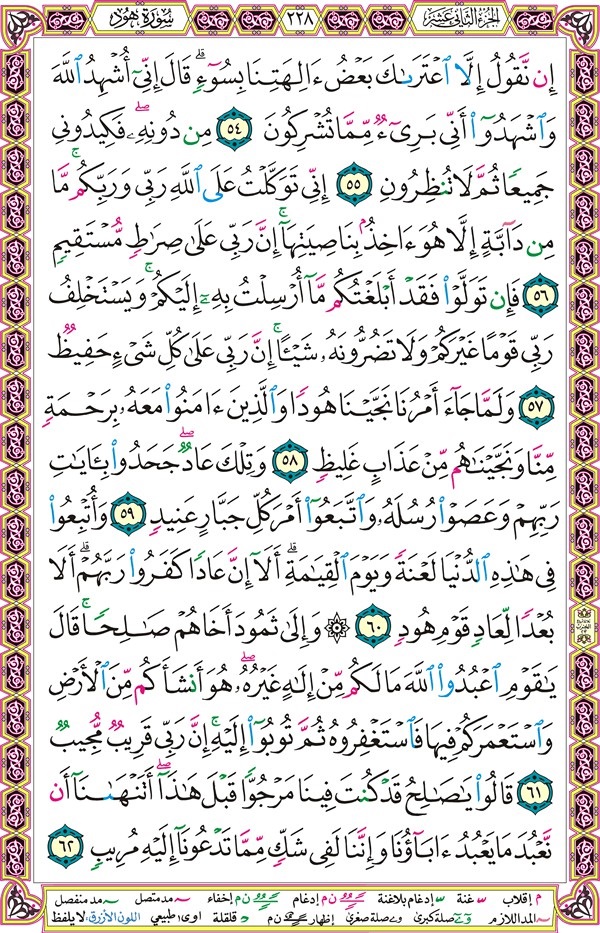 الجزء الثاني عشر
٢٢٨
سورة هود
إِن نَّقُولُ إِلَّا ٱعْتَرَىٰكَ بَعْضُ ءَالِهَتِنَا بِسُوٓءٍۗ قَالَ إِنِّىٓ أُشْهِدُ ٱللَّهَ
وَٱشْهَدُوٓا۟ أَنِّى بَرِىٓءٌ مِّمَّا تُشْرِكُونَ ٥٤ مِن دُونِهِۦۖ فَكِيدُونِى
جَمِيعًا ثُمَّ لَا تُنظِرُونِ ٥٥ إِنِّى تَوَكَّلْتُ عَلَى ٱللَّهِ رَبِّى وَرَبِّكُمۚ مَّا
مِن دَآبَّةٍ إِلَّا هُوَ ءَاخِذٌۢ بِنَاصِيَتِهَآۚ إِنَّ رَبِّى عَلَىٰ صِرَٰطٍ مُّسْتَقِيمٍ
٥٦ فَإِن تَوَلَّوْا۟ فَقَدْ أَبْلَغْتُكُم مَّآ أُرْسِلْتُ بِهِۦٓ إِلَيْكُمْۚ وَيَسْتَخْلِفُ
رَبِّى قَوْمًا غَيْرَكُمْ وَلَا تَضُرُّونَهُۥ شَيْـًٔاۚ إِنَّ رَبِّى عَلَىٰ كُلِّ شَىْءٍ حَفِيظٌ
٥٧ وَلَمَّا جَآءَ أَمْرُنَا نَجَّيْنَا هُودًا وَٱلَّذِينَ ءَامَنُوا۟ مَعَهُۥ بِرَحْمَةٍ
مِّنَّا وَنَجَّيْنَٰهُم مِّنْ عَذَابٍ غَلِيظٍ ٥٨ وَتِلْكَ عَادٌۖ جَحَدُوا۟ بِـَٔايَٰتِ
رَبِّهِمْ وَعَصَوْا۟ رُسُلَهُۥ وَٱتَّبَعُوٓا۟ أَمْرَ كُلِّ جَبَّارٍ عَنِيدٍ ٥٩ وَأُتْبِعُوا۟
فِى هَٰذِهِ ٱلدُّنْيَا لَعْنَةً وَيَوْمَ ٱلْقِيَٰمَةِۗ أَلَآ إِنَّ عَادًا كَفَرُوا۟ رَبَّهُمْۗ أَلَا
بُعْدًا لِّعَادٍ قَوْمِ هُودٍ ٦٠ ۞ وَإِلَىٰ ثَمُودَ أَخَاهُمْ صَٰلِحًاۚ قَالَ
يَٰقَوْمِ ٱعْبُدُوا۟ ٱللَّهَ مَا لَكُم مِّنْ إِلَٰهٍ غَيْرُهُۥۖ هُوَ أَنشَأَكُم مِّنَ ٱلْأَرْضِ
وَٱسْتَعْمَرَكُمْ فِيهَا فَٱسْتَغْفِرُوهُ ثُمَّ تُوبُوٓا۟ إِلَيْهِۚ إِنَّ رَبِّى قَرِيبٌ مُّجِيبٌ
٦١ قَالُوا۟ يَٰصَٰلِحُ قَدْ كُنتَ فِينَا مَرْجُوًّا قَبْلَ هَٰذَآۖ أَتَنْهَىٰنَآ أَن
نَّعْبُدَ مَا يَعْبُدُ ءَابَآؤُنَا وَإِنَّنَا لَفِى شَكٍّ مِّمَّا تَدْعُونَآ إِلَيْهِ مُرِيبٍ ٦٢
م إقلاب غنة إدغام بلاغنة ن م إدغام ن م إخفاء مد متصل مد منفصل
المد اللازم صلة كبرى صلة صغرى إظهار ن م قلقلة اوى طبيعي اللون الأزرق لا يلفظ